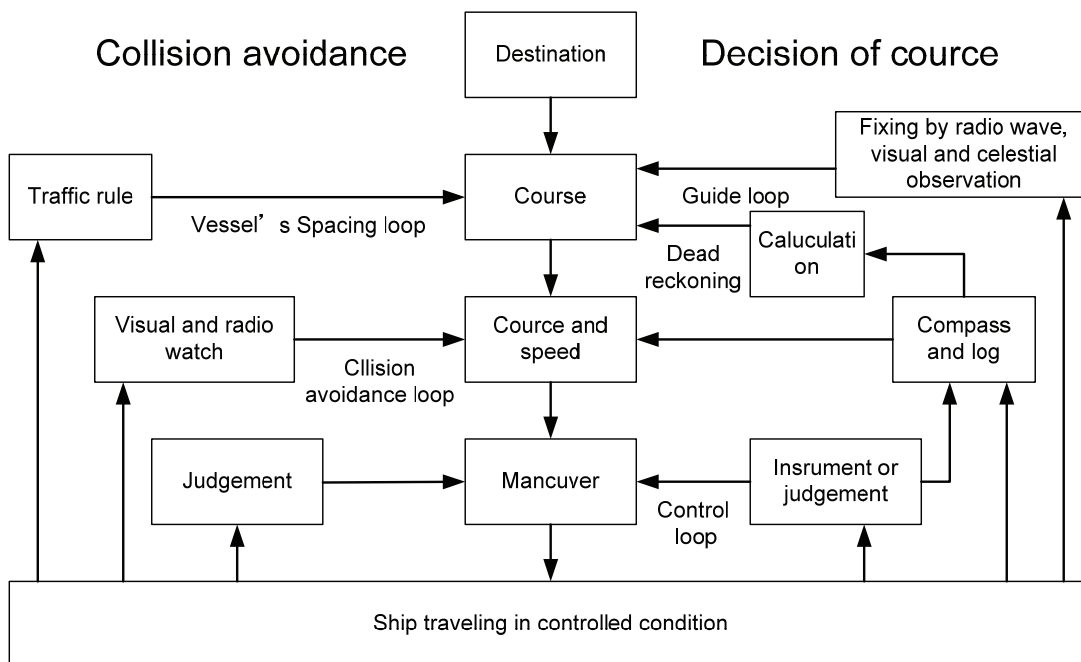 Collision avoidance
Destination
Decision of cource
Fixing by radio wave,
visual and celestial
observation
Traffic rule
Course
Vessel’ s Spacing loop
Guide loop
Dead
reckoning
Caluculati
on
Visual and radio
watch
Cource and
speed
Compass
and log
Cllision
avoidance loop
Judgement
Mancuver
Insrument or
judgement
Control
loop
Ship traveling in controlled condition